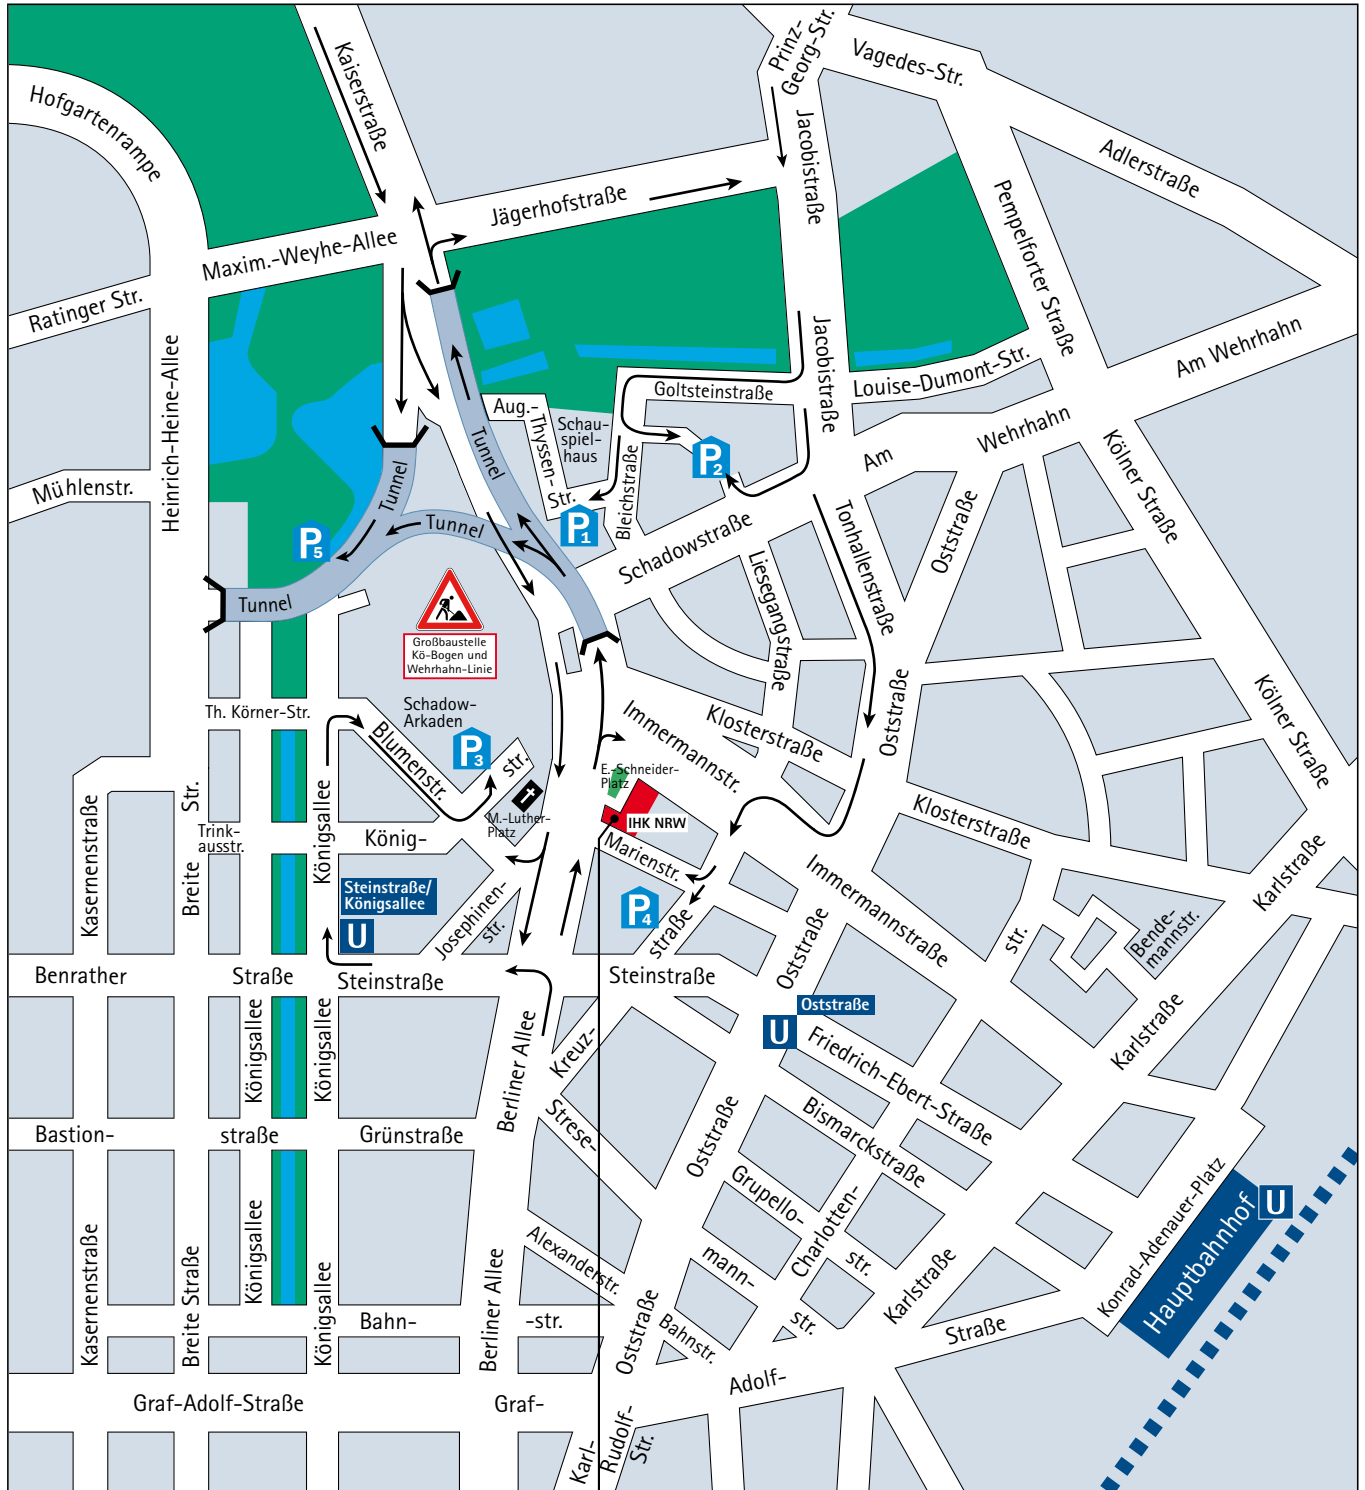 Kaiserstraße
Prinz-
Georg-Str.
Vagedes-Str.
Hofgartenrampe
Jacobistraße
Adlerstraße
Jägerhofstraße
Pempelforter Straße
Maxim.-Weyhe-Allee
Ratinger Str.
Heinrich-Heine-Allee
Jacobistraße
Am Wehrhahn
Louise-Dumont-Str.
Goltsteinstraße
Aug.-
Thyssen-
Str.
Schau-
spiel-
haus
Wehrhahn
Am
Kölner Straße
Mühlenstr.
Tunnel
Tunnel
Tunnel
Tunnel
P2
P1
P5
Bleichstraße
Schadowstraße
Tonhallenstraße
Oststraße
Liesegangstraße
Großbaustelle
Kö-Bogen und
Wehrhahn-Linie
Schadow-
Arkaden
P3
Th. Körner-Str.
Blumenstr.
str.
Immermannstr.
Klosterstraße
Oststraße
Kölner Straße
E.-Schneider-
Platz
IHK NRW
M.-Luther-
Platz
Marienstr.
Kasernenstraße
Breite
Str.
Trink-
ausstr.
Königsallee
König-
Klosterstraße
Immermannstraße
Karlstraße
Steinstraße/
Königsallee
U
Josephinen-
str.
P4
straße
Oststraße
str.
Bende-
mannstr.
Benrather
Straße
Steinstraße
Steinstraße
Oststraße
U
Friedrich-Ebert-Straße
Karlstraße
Königsallee
Königsallee
Berliner Allee
Kreuz-
Strese-
Oststraße
Bismarckstraße
Bastion-
straße
Grünstraße
Grupello-
str.
Charlotten-
mann-
str.
Konrad-Adenauer-Platz
Hauptbahnhof
U
Kasernenstraße
Breite Straße
Königsallee
Königsallee
Berliner Allee
Alexanderstr.
Karlstraße
Bahn-
-str.
Oststraße
Bahnstr.
Straße
Adolf-
Graf-Adolf-Straße
Graf-
Karl-
Rudolf-
Str.